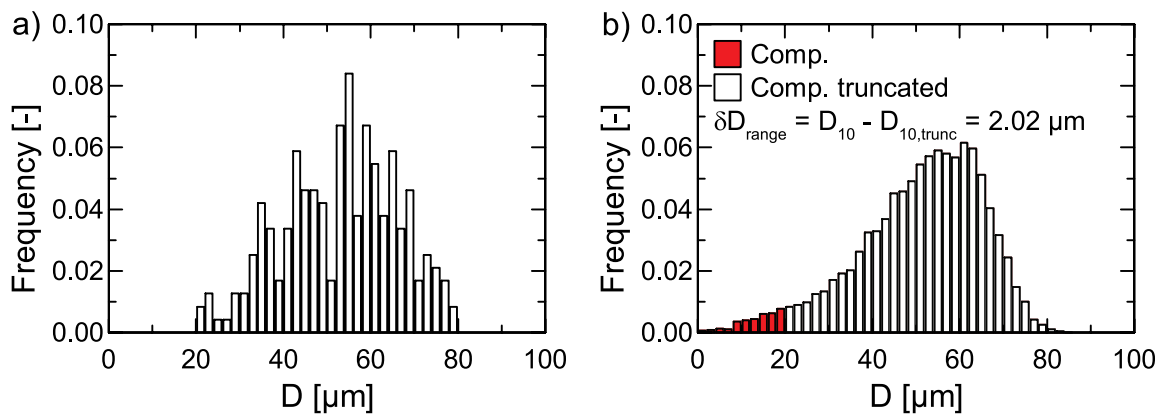 a)
0.10
0.08
0.06
0.04
0.02
0.00
Frequency [-]
0 20 40 60 80 100
D [µm]
b)
0.10
0.08
0.06
0.04
0.02
0.00
Frequency [-]
Comp.
Comp. truncated
δD_range = D_10 - D_10,trunc = 2.02 µm
0 20 40 60 80 100
D [µm]